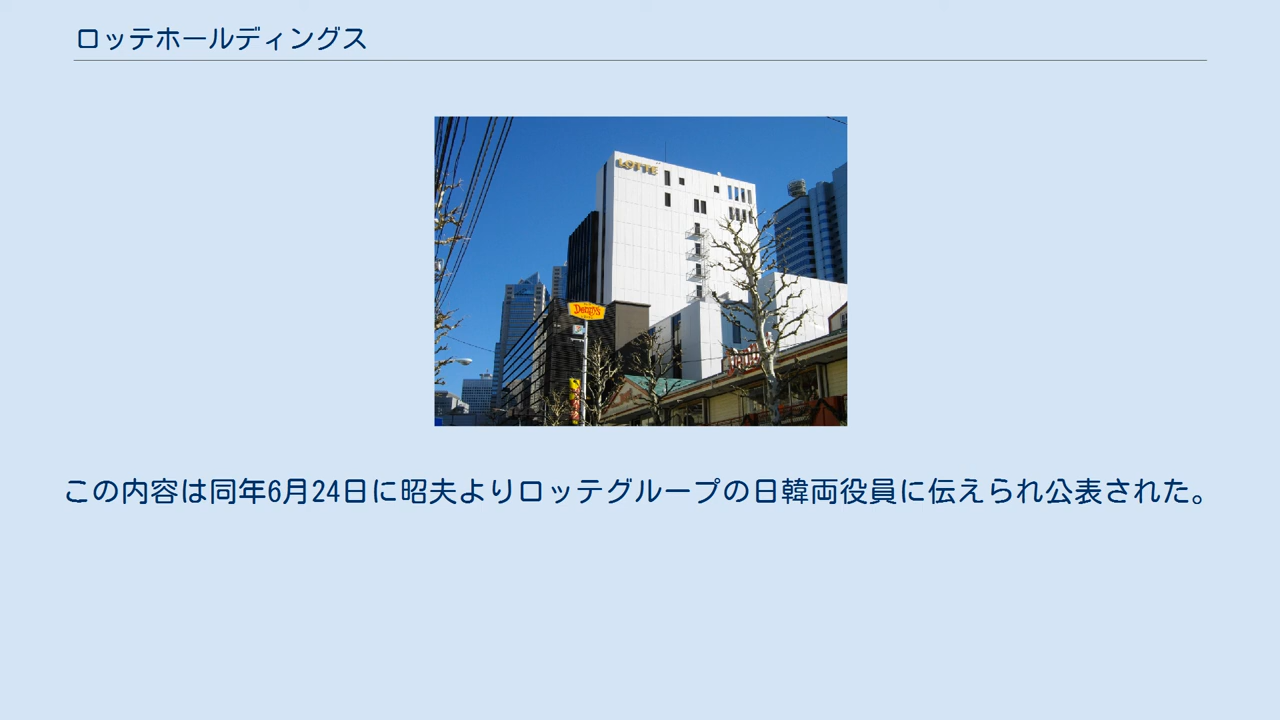 ロッテホールディングス
LOTTE
Denny's
この内容は同年6月24日に昭夫よりロッテグループの日韓両役員に伝えられ公表された。